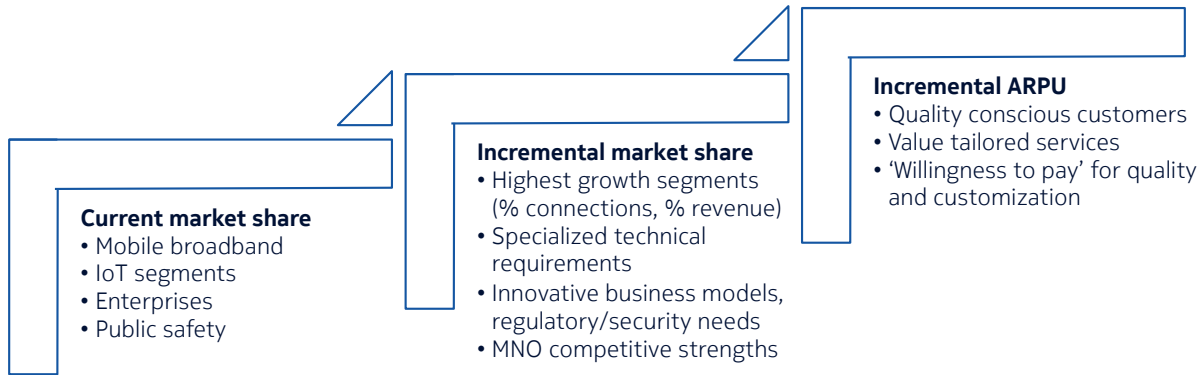 Current market share
• Mobile broadband
• IoT segments
• Enterprises
• Public safety
Incremental market share
• Highest growth segments
(% connections, % revenue)
• Specialized technical
requirements
• Innovative business models,
regulatory/security needs
• MNO competitive strengths
Incremental ARPU
• Quality conscious customers
• Value tailored services
• ‘Willingness to pay’ for quality
and customization